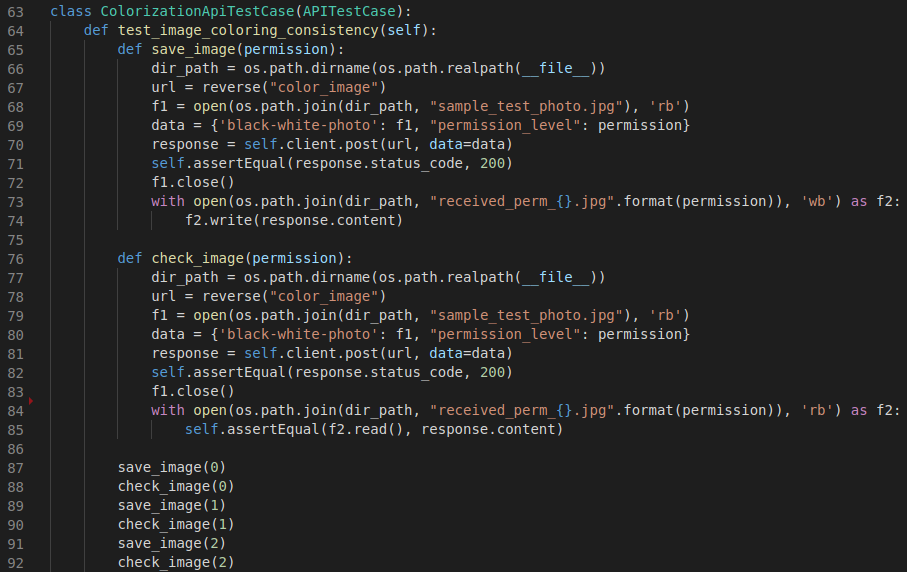 63 class ColorizationApiTestCase(APITestCase):
64     def test_image_coloring_consistency(self):
65         def save_image(permission):
66             dir_path = os.path.dirname(os.path.realpath(__file__))
67             url = reverse("color_image")
68             f1 = open(os.path.join(dir_path, "sample_test_photo.jpg"), 'rb')
69             data = {'black-white-photo': f1, "permission_level": permission}
70             response = self.client.post(url, data=data)
71             self.assertEqual(response.status_code, 200)
72             f1.close()
73             with open(os.path.join(dir_path, "received_perm_{}.jpg".format(permission)), 'wb') as f2:
74                 f2.write(response.content)
75
76         def check_image(permission):
77             dir_path = os.path.dirname(os.path.realpath(__file__))
78             url = reverse("color_image")
79             f1 = open(os.path.join(dir_path, "sample_test_photo.jpg"), 'rb')
80             data = {'black-white-photo': f1, "permission_level": permission}
81             response = self.client.post(url, data=data)
82             self.assertEqual(response.status_code, 200)
83             f1.close()
84             with open(os.path.join(dir_path, "received_perm_{}.jpg".format(permission)), 'rb') as f2:
85                 self.assertEqual(f2.read(), response.content)
86
87         save_image(0)
88         check_image(0)
89         save_image(1)
90         check_image(1)
91         save_image(2)
92         check_image(2)